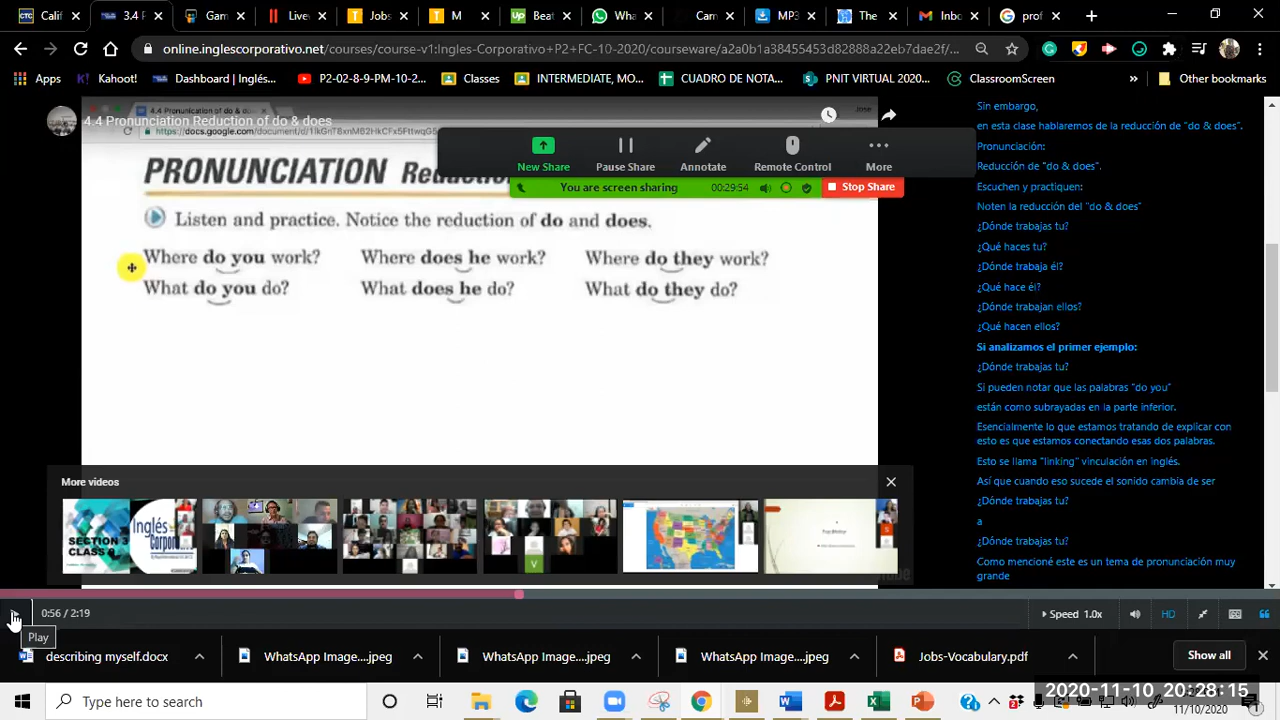 Calif
3.4 P
Gam
Live
Jobs
M
Beat
Wha
Carr
MP3
The
Inbo
prof
online.inglescorporativo.net/courses/course-v1:Ingles-Corporativo+P2+FC-10-2020/courseware/a2a0b1a38455453d82888a22eb7dae2f/...
Apps
Kahoot!
Dashboard | Inglés...
P2-02-8-9-PM-10-2...
Classes
INTERMEDIATE, MO...
CUADRO DE NOTA...
PNIT VIRTUAL 2020...
ClassroomScreen
»
Other bookmarks
4.4 Pronunciation Reduction of do & does
New Share
Pause Share
Annotate
Remote Control
More
You are screen sharing
00:29:54
Stop Share
PRONUNCIATION
Listen and practice. Notice the reduction of do and does.
Where do you work? Where does he work? Where do they work?
What do you do? What does he do? What do they do?
Sin embargo,
en esta clase hablaremos de la reducción de "do & does".
Pronunciación:
Reducción de "do & does".
Escuchen y practiquen:
Noten la reducción del "do & does"
¿Dónde trabajas tu?
¿Qué haces tu?
¿Dónde trabaja él?
¿Qué hace él?
¿Dónde trabajan ellos?
¿Qué hacen ellos?
Si analizamos el primer ejemplo:
¿Dónde trabajas tu?
Si pueden notar que las palabras "do you"
están como subrayadas en la parte inferior.
Esencialmente lo que estamos tratando de explicar con
esto es que estamos conectando esas dos palabras.
Esto se llama "linking" vinculación en inglés.
Así que cuando eso sucede el sonido cambia de ser
¿Dónde trabajas tu?
a
¿Dónde trabajas tu?
Como mencioné este es un tema de pronunciación muy
grande
More videos
SECTION 3
Inglés
0:56 / 2:19
Speed 1.0x
HD
Play
describing myself.docx
WhatsApp Image....jpeg
WhatsApp Image....jpeg
WhatsApp Image....jpeg
Jobs-Vocabulary.pdf
Show all
Type here to search
2020-11-10 20:28:15
11/10/2020